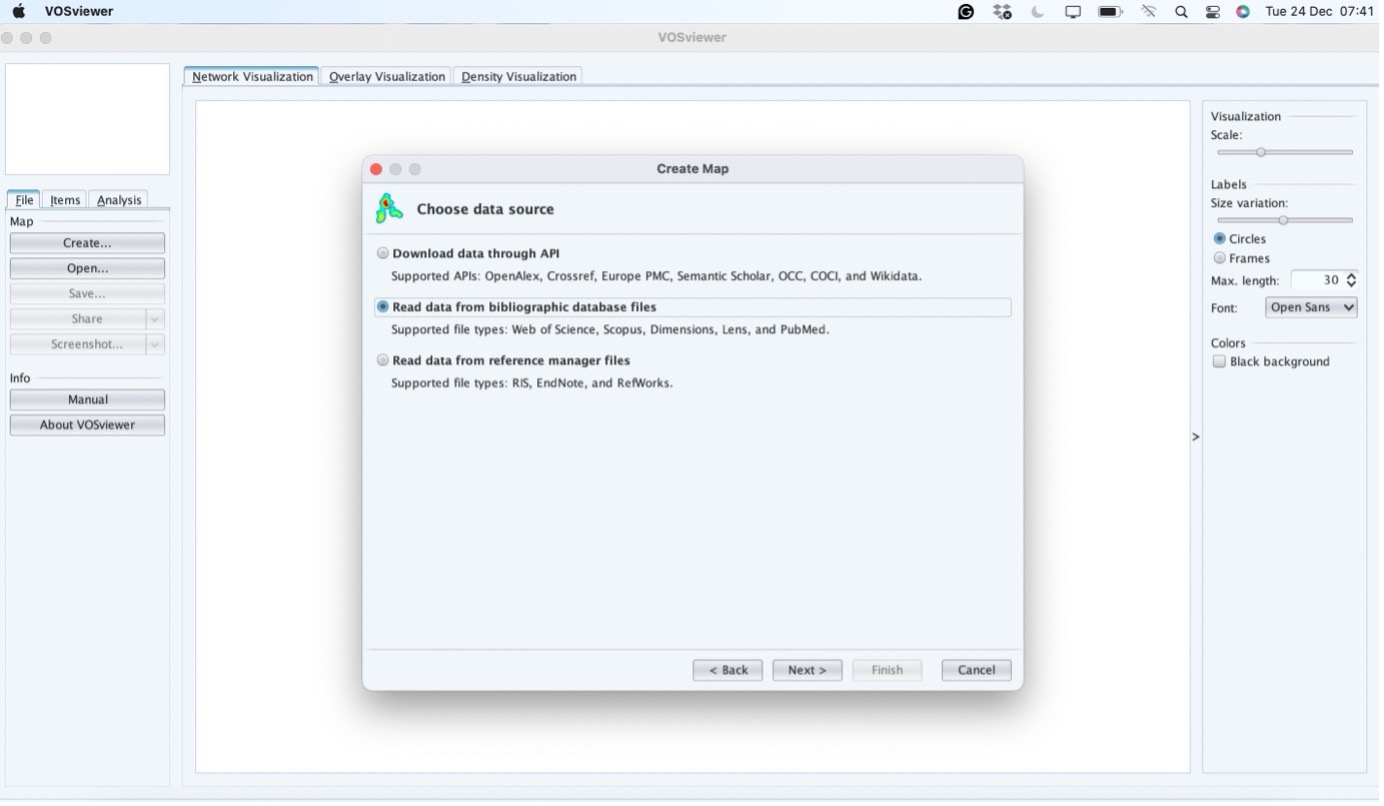 VOSviewer
Tue 24 Dec 07:41
VOSviewer
Network Visualization
Overlay Visualization
Density Visualization
File
Items
Analysis
Map
Create...
Open...
Save...
Share
Screenshot...
Info
Manual
About VOSviewer
Create Map
Choose data source
Download data through API
Supported APIs: OpenAlex, Crossref, Europe PMC, Semantic Scholar, OCC, COCI, and Wikidata.
Read data from bibliographic database files
Supported file types: Web of Science, Scopus, Dimensions, Lens, and PubMed.
Read data from reference manager files
Supported file types: RIS, EndNote, and RefWorks.
< Back
Next >
Finish
Cancel
>
Visualization
Scale:
Labels
Size variation:
Circles
Frames
Max. length: 30
Font: Open Sans
Colors
Black background